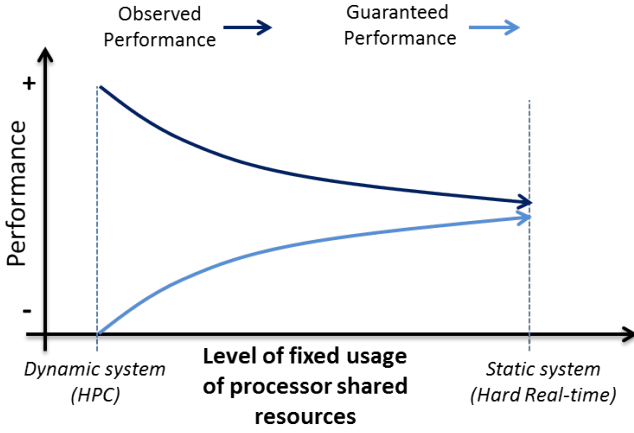 Observed
Performance
Guaranteed
Performance
+
Performance
-
Dynamic system
(HPC)
Level of fixed usage
of processor shared
resources
Static system
(Hard Real-time)